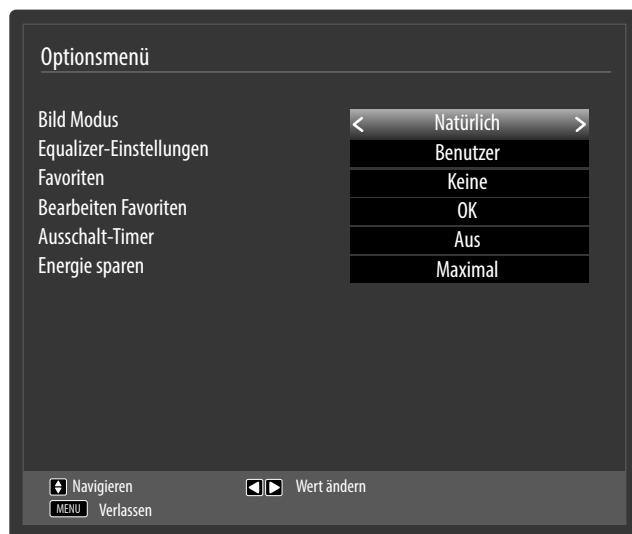 Optionsmenü
Bild Modus < Natürlich >
Equalizer-Einstellungen Benutzer
Favoriten Keine
Bearbeiten Favoriten OK
Ausschalt-Timer Aus
Energie sparen Maximal
Navigieren Wert ändern
MENU Verlassen